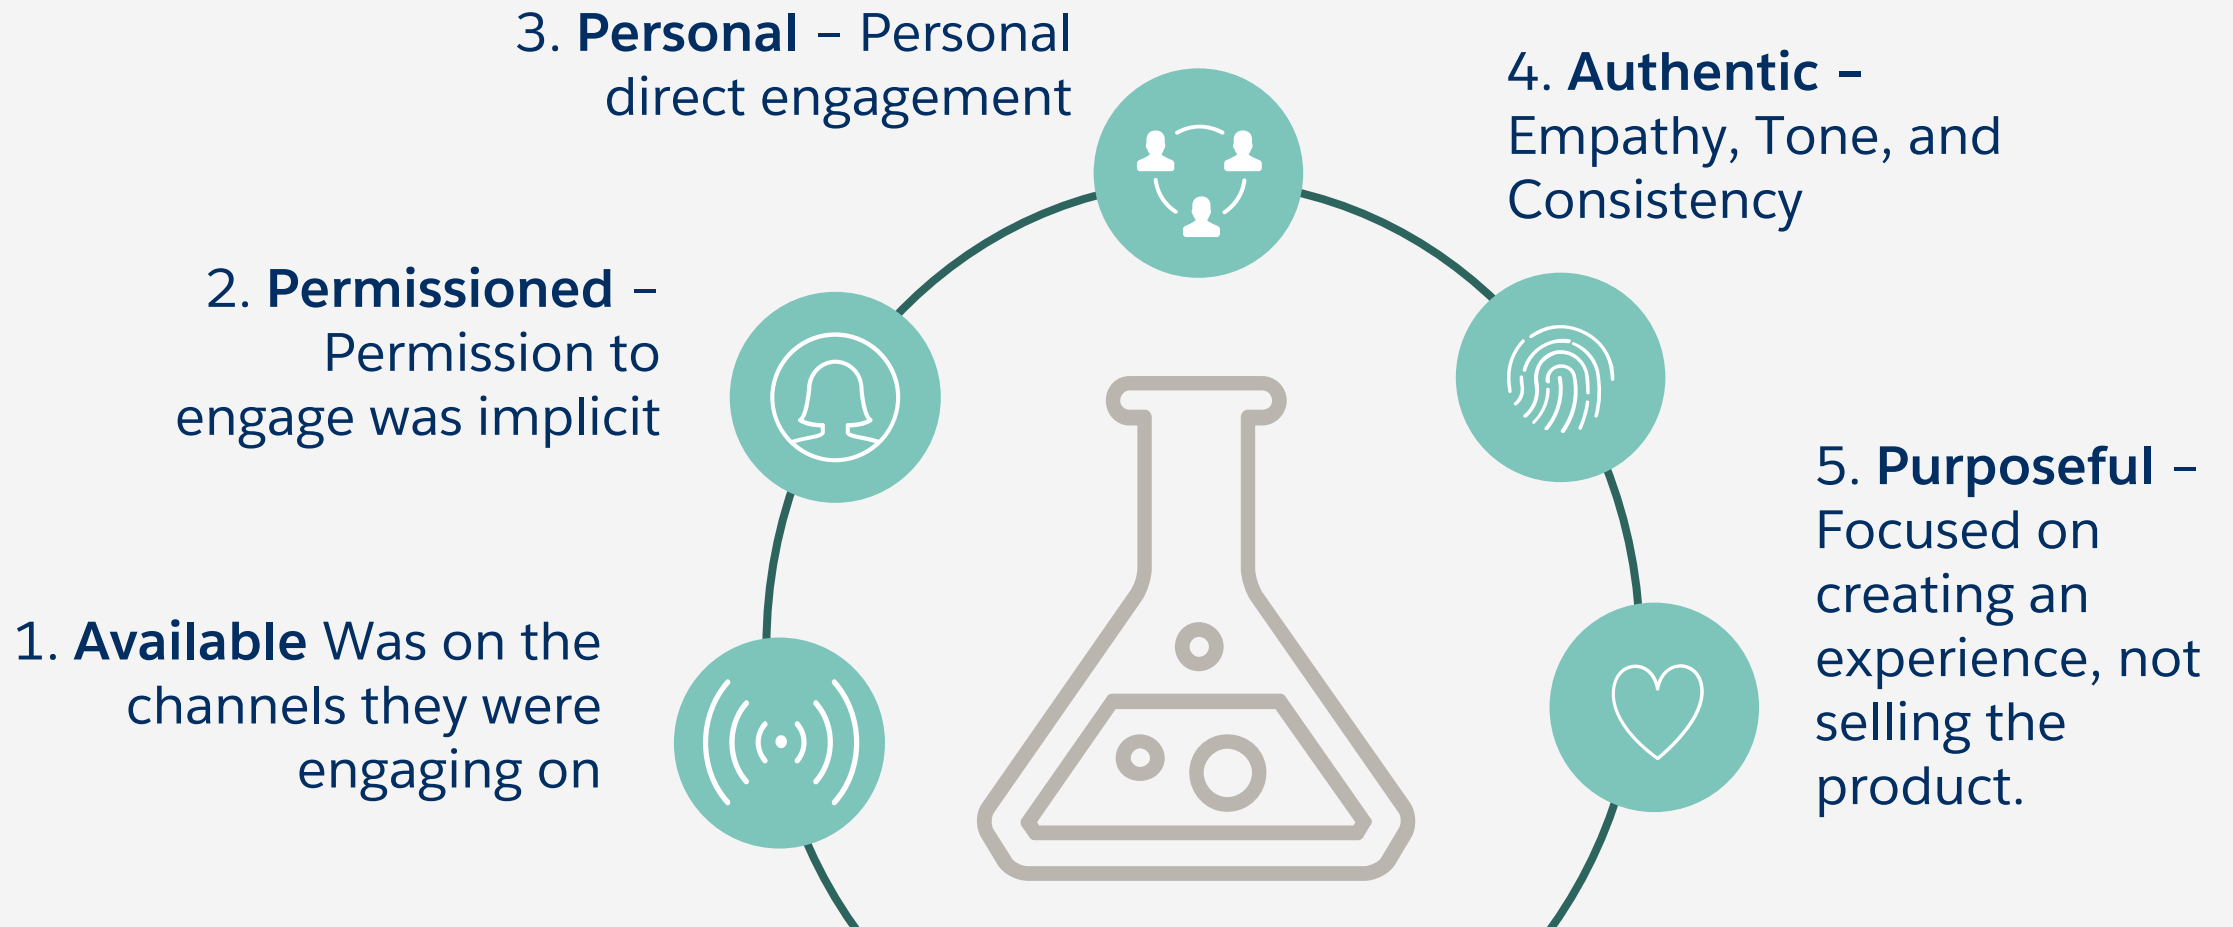 1. Available Was on the
channels they were
engaging on
2. Permissioned –
Permission to
engage was implicit
3. Personal – Personal
direct engagement
4. Authentic –
Empathy, Tone, and
Consistency
5. Purposeful –
Focused on
creating an
experience, not
selling the
product.